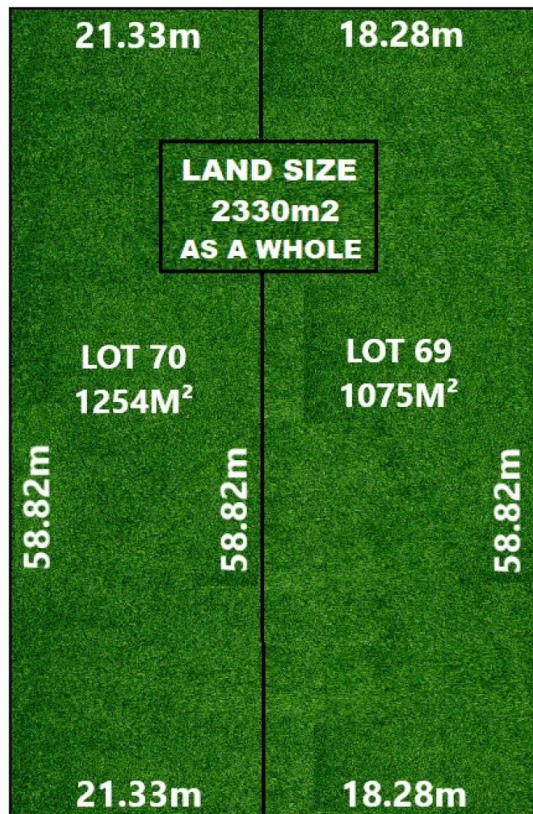 21.33m 18.28m
LAND SIZE
2330m2
AS A WHOLE
LOT 70
1254M²
LOT 69
1075M²
58.82m
58.82m
58.82m
21.33m 18.28m